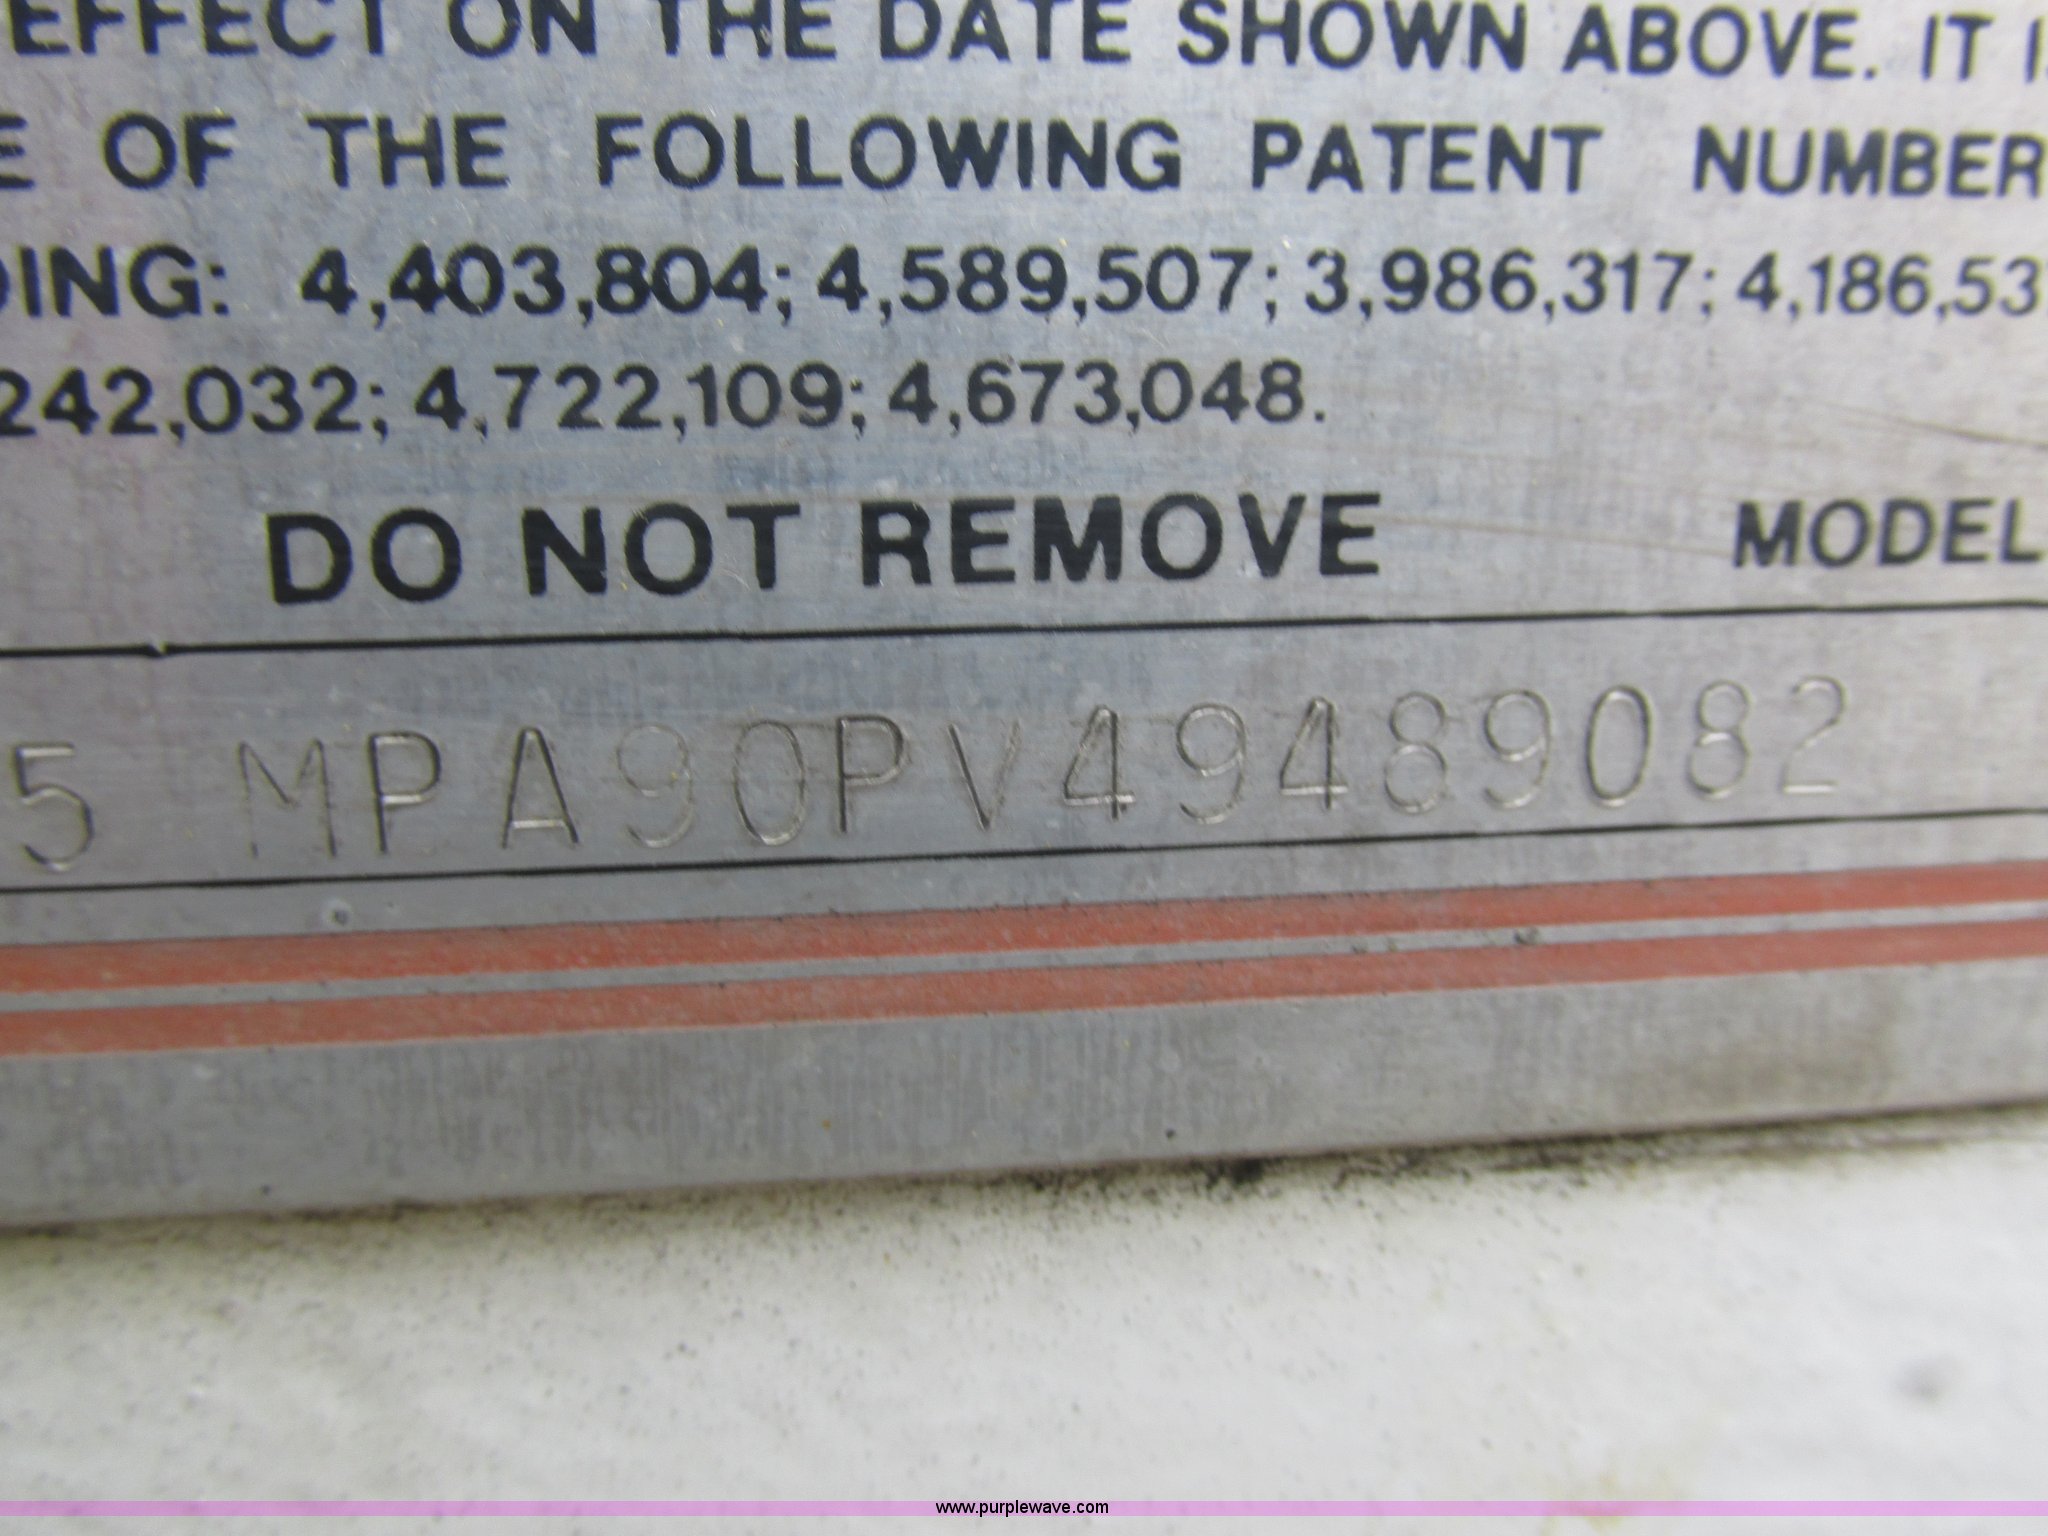 EFFECT ON THE DATE SHOWN ABOVE. IT I
E OF THE FOLLOWING PATENT NUMBER
DING: 4,403,804; 4,589,507; 3,986,317; 4,186,53
242,032; 4,722,109; 4,673,048.
DO NOT REMOVE MODEL
5 MPA90PV49489082
www.purplewave.com